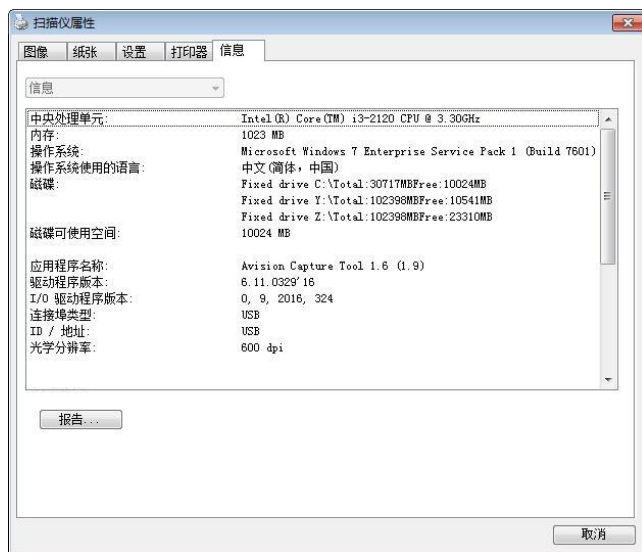 扫描仪属性
图像 纸张 设置 打印器 信息
信息
中央处理单元: Intel(R) Core(TM) i3-2120 CPU @ 3.30GHz
内存: 1023 MB
操作系统: Microsoft Windows 7 Enterprise Service Pack 1 (Build 7601)
操作系统使用的语言: 中文(简体，中国)
磁碟: Fixed drive C:\Total:30717MBFree:10024MB
Fixed drive Y:\Total:102398MBFree:10541MB
Fixed drive Z:\Total:102398MBFree:23310MB
磁碟可使用空间: 10024 MB
应用程序名称: Avision Capture Tool 1.6 (1.9)
驱动程序版本: 6.11.0329'16
I/O 驱动程序版本: 0, 9, 2016, 324
连接埠类型: USB
ID / 地址: USB
光学分辨率: 600 dpi
报告...
取消